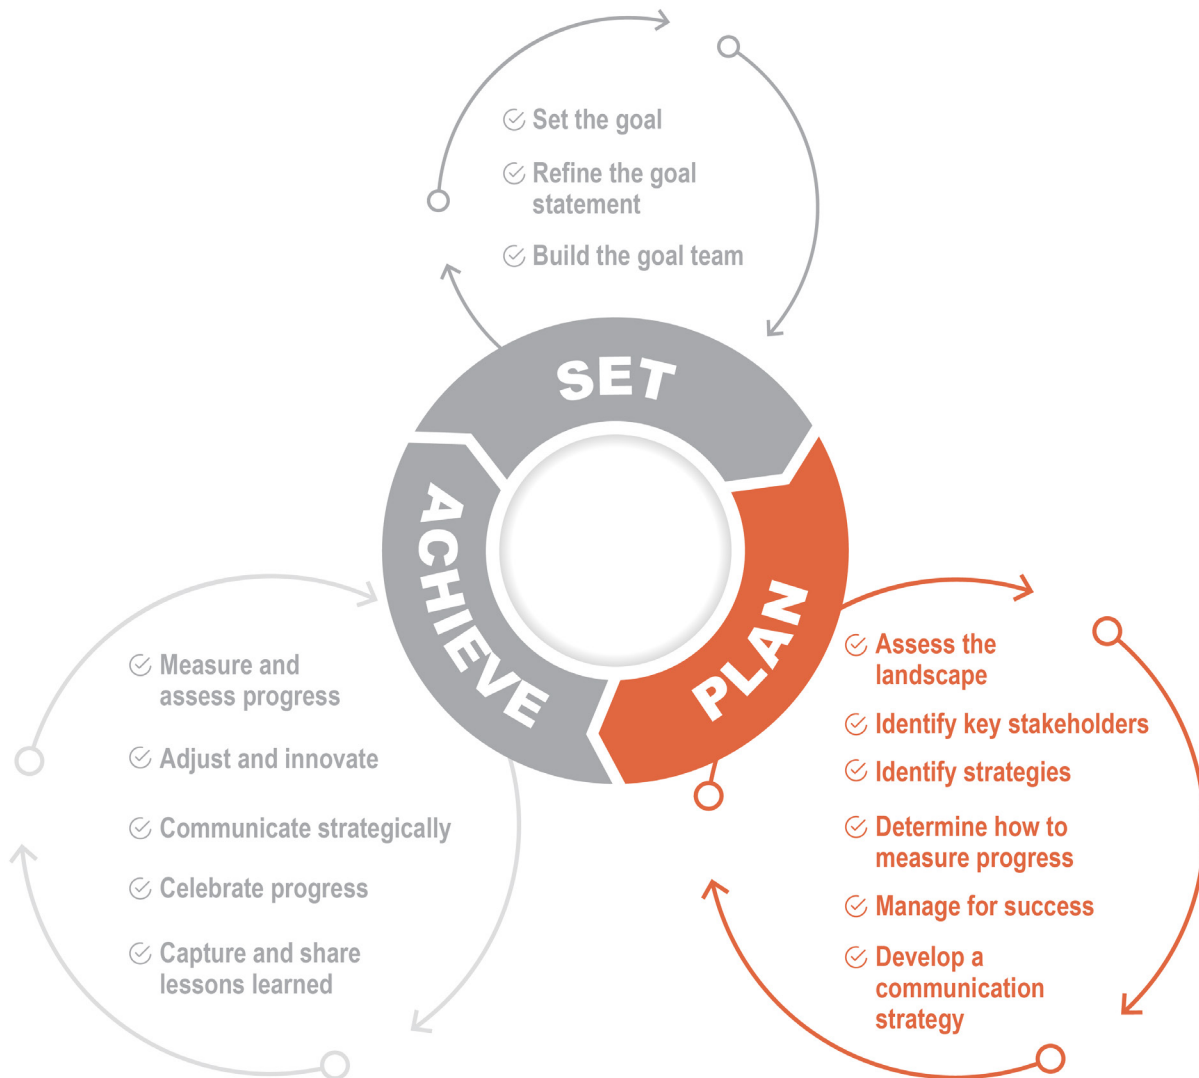 Set the goal
Refine the goal
statement
Build the goal team
SET
PLAN
ACHIEVE
Assess the
landscape
Identify key stakeholders
Identify strategies
Determine how to
measure progress
Manage for success
Develop a
communication
strategy
Measure and
assess progress
Adjust and innovate
Communicate strategically
Celebrate progress
Capture and share
lessons learned